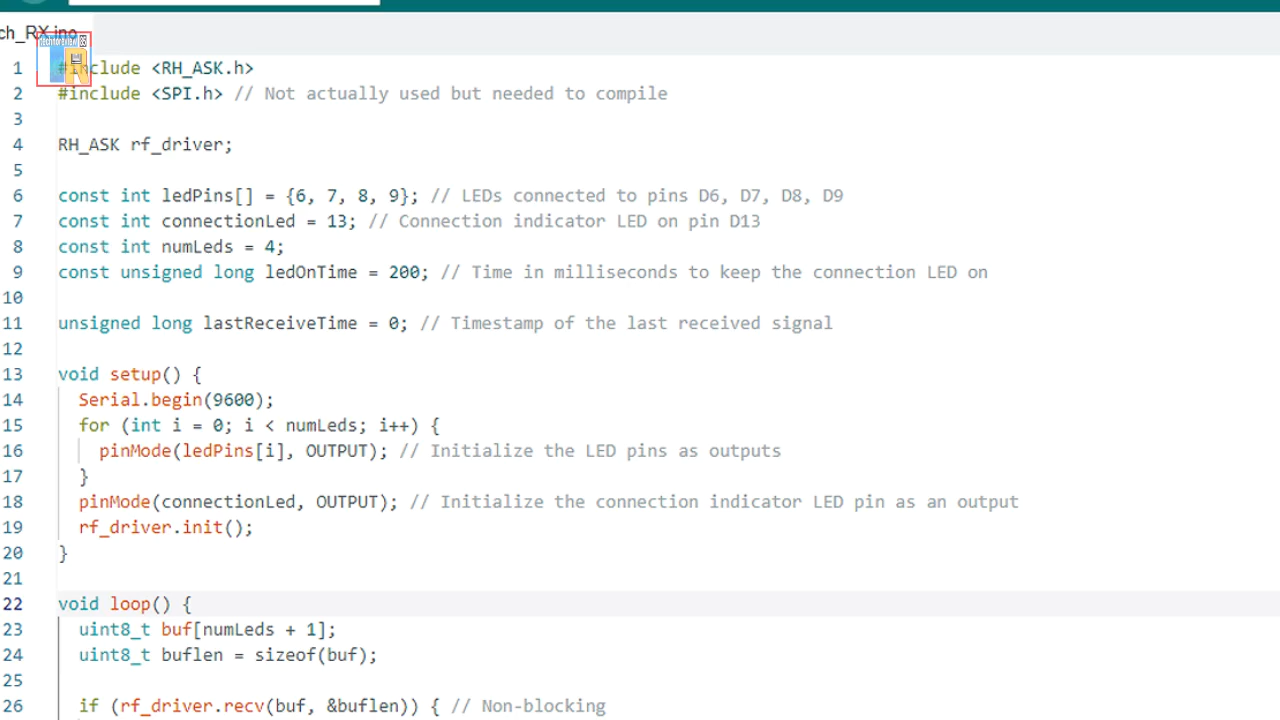 ch_RX.ino
1 #include <RH_ASK.h>
2 #include <SPI.h> // Not actually used but needed to compile
3
4 RH_ASK rf_driver;
5
6 const int ledPins[] = {6, 7, 8, 9}; // LEDs connected to pins D6, D7, D8, D9
7 const int connectionLed = 13; // Connection indicator LED on pin D13
8 const int numLeds = 4;
9 const unsigned long ledOnTime = 200; // Time in milliseconds to keep the connection LED on
10
11 unsigned long lastReceiveTime = 0; // Timestamp of the last received signal
12
13 void setup() {
14 Serial.begin(9600);
15 for (int i = 0; i < numLeds; i++) {
16 pinMode(ledPins[i], OUTPUT); // Initialize the LED pins as outputs
17 }
18 pinMode(connectionLed, OUTPUT); // Initialize the connection indicator LED pin as an output
19 rf_driver.init();
20 }
21
22 void loop() {
23 uint8_t buf[numLeds + 1];
24 uint8_t buflen = sizeof(buf);
25
26 if (rf_driver.recv(buf, &buflen)) { // Non-blocking